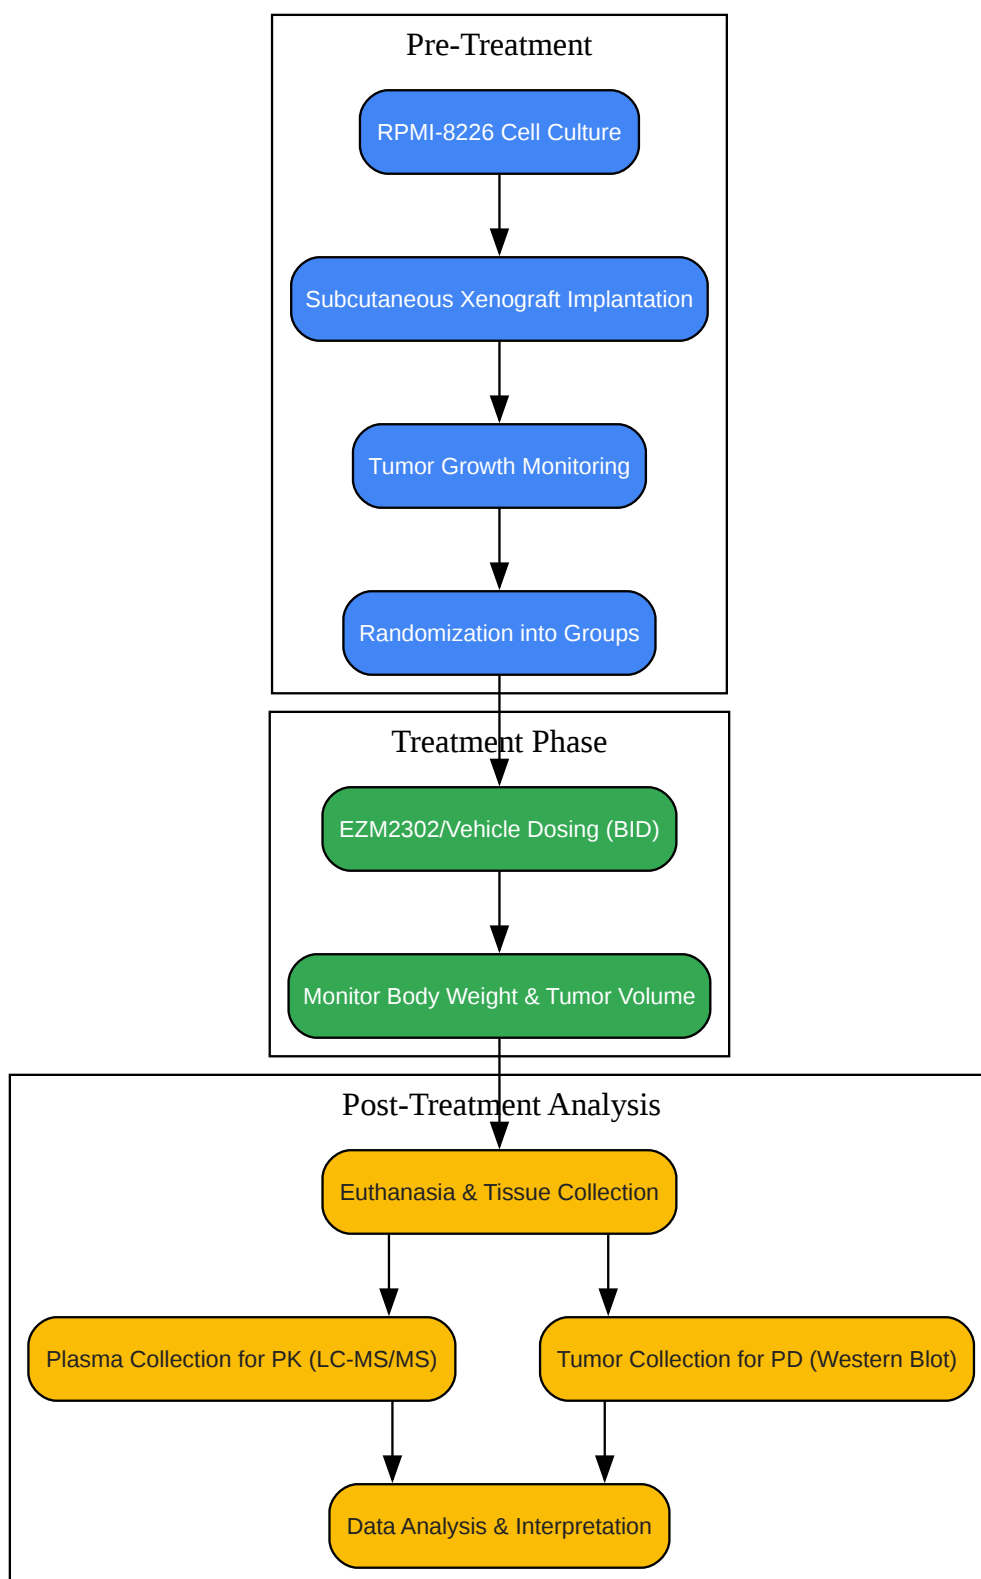 Pre-Treatment
RPMI-8226 Cell Culture
Subcutaneous Xenograft Implantation
Tumor Growth Monitoring
Randomization into Groups
Treatment Phase
EZM2302/Vehicle Dosing (BID)
Monitor Body Weight & Tumor Volume
Post-Treatment Analysis
Euthanasia & Tissue Collection
Plasma Collection for PK (LC-MS/MS)
Tumor Collection for PD (Western Blot)
Data Analysis & Interpretation